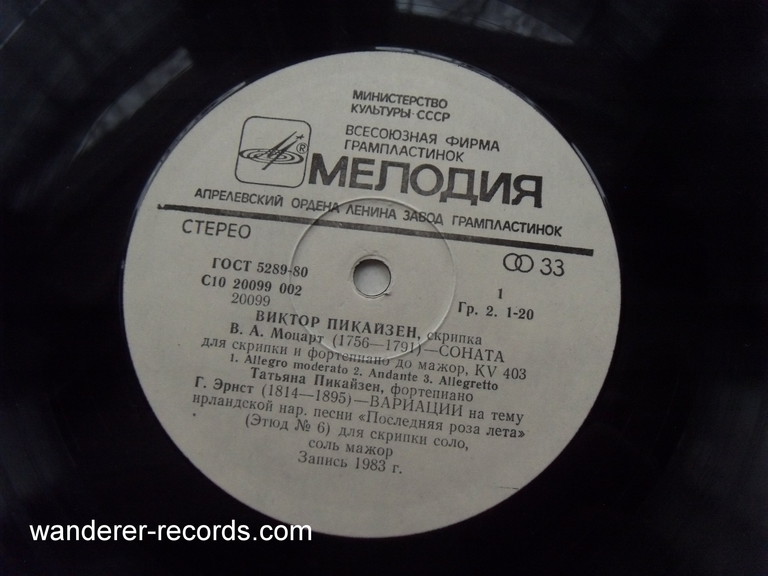 МИНИСТЕРСТВО
КУЛЬТУРЫ СССР
ВСЕСОЮЗНАЯ ФИРМА
ГРАМПЛАСТИНОК
®
МЕЛОДИЯ
АПРЕЛЕВСКИЙ ОРДЕНА ЛЕНИНА ЗАВОД ГРАМПЛАСТИНОК
СТЕРЕО
33
ГОСТ 5289-80
С10 20099 002
20099
1
Гр. 2. 1-20
ВИКТОР ПИКАЙЗЕН, скрипка
В. А. Моцарт (1756—1791)—СОНАТА
для скрипки и фортепиано до мажор, KV 403
1. Allegro moderato 2. Andante 3. Allegretto
Татьяна Пикайзен, фортепиано
Г. Эрнст (1814—1895)—ВАРИАЦИИ на тему
ирландской нар. песни «Последняя роза лета»
(Этюд № 6) для скрипки соло,
соль мажор
Запись 1983 г.
wanderer-records.com